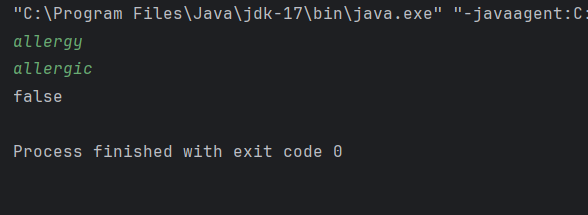 "C:\Program Files\Java\jdk-17\bin\java.exe" "-javaagent:C:
allergy
allergic
false
Process finished with exit code 0